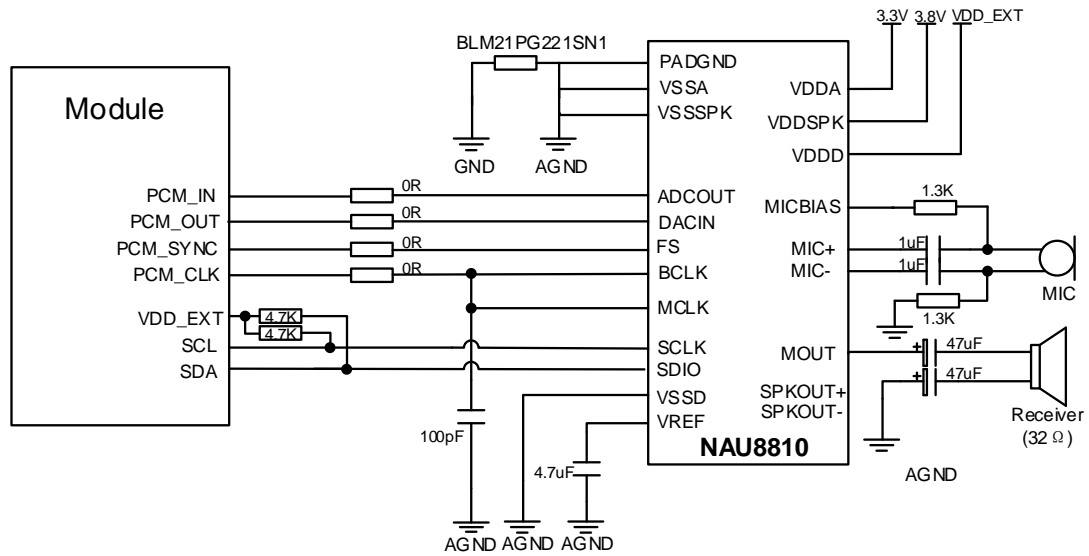 3.3V 3.8V VDD_EXT
BLM21PG221SN1
Module
PADGND
VSSA
VSSSPK
VDDA
VDDSPK
VDDD
GND
AGND
PCM_IN
0R
ADCOUT
MICBIAS
1.3K
PCM_OUT
0R
DACIN
PCM_SYNC
0R
FS
MIC+
1uF
PCM_CLK
0R
BCLK
MIC-
1uF
MIC
MCLK
1.3K
VDD_EXT
4.7K
4.7K
SCL
SCLK
MOUT
+
47uF
SDA
SDIO
+
47uF
VSSD
SPKOUT+
SPKOUT-
VREF
Receiver
(32Ω)
100pF
NAU8810
4.7uF
AGND
AGND
AGND
AGND